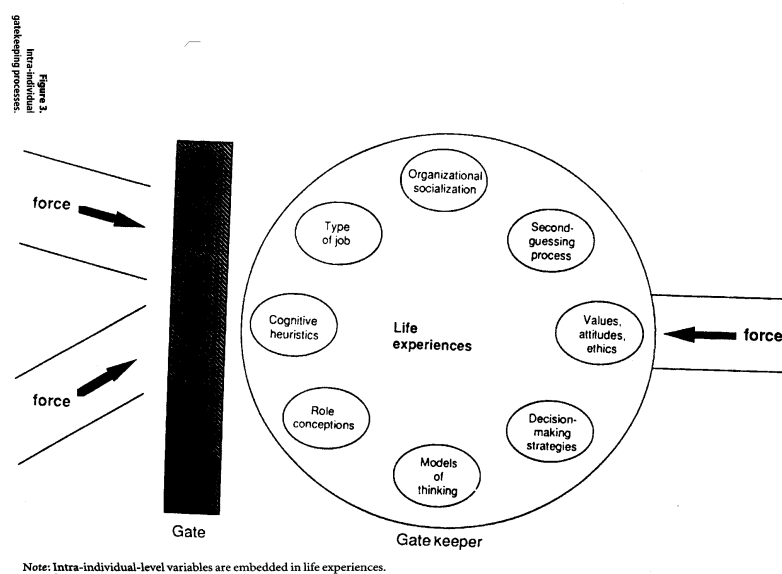 Figure 3.
Intra-individual
gatekeeping processes.
force
force
Gate
Organizational
socialization
Type
of job
Second-
guessing
process
Cognitive
heuristics
Life
experiences
Values,
attitudes,
ethics
force
Role
conceptions
Decision-
making
strategies
Models
of
thinking
Gate keeper
Note: Intra-individual-level variables are embedded in life experiences.